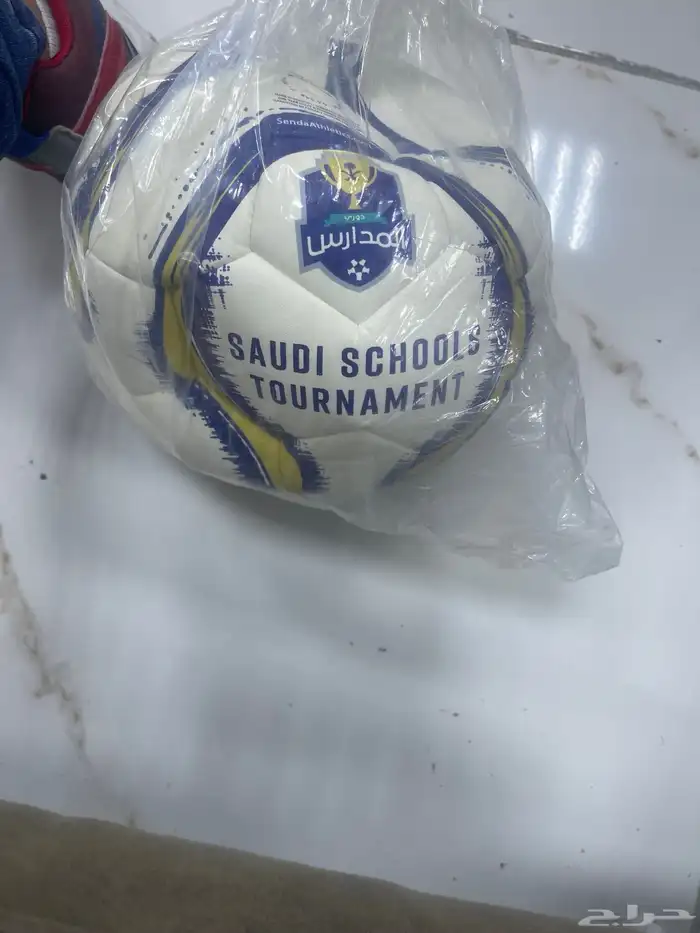 SendaAthletics
دوري
المدارس
SAUDI SCHOOLS
TOURNAMENT
حراج